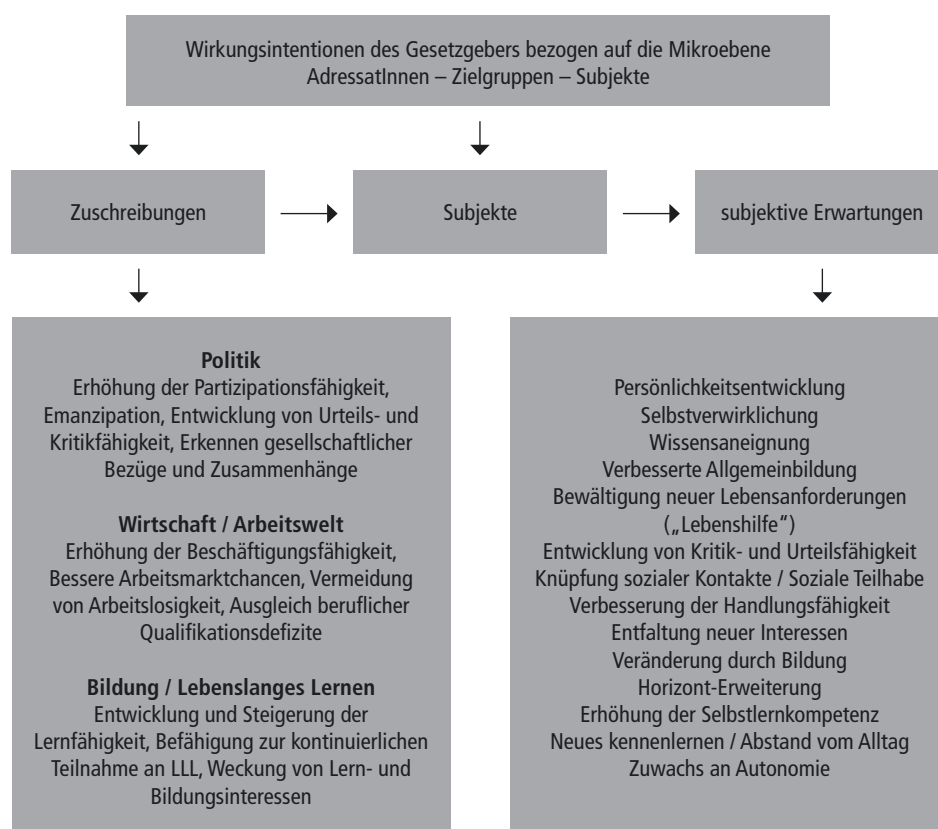 Wirkungsintentionen des Gesetzgebers bezogen auf die Mikroebene
AdressatInnen – Zielgruppen – Subjekte
Zuschreibungen
Subjekte
subjektive Erwartungen
Politik
Erhöhung der Partizipationsfähigkeit,
Emanzipation, Entwicklung von Urteils- und
Kritikfähigkeit, Erkennen gesellschaftlicher
Bezüge und Zusammenhänge
Wirtschaft / Arbeitswelt
Erhöhung der Beschäftigungsfähigkeit,
Bessere Arbeitsmarktchancen, Vermeidung
von Arbeitslosigkeit, Ausgleich beruflicher
Qualifikationsdefizite
Bildung / Lebenslanges Lernen
Entwicklung und Steigerung der
Lernfähigkeit, Befähigung zur kontinuierlichen
Teilnahme an LLL, Weckung von Lern- und
Bildungsinteressen
Persönlichkeitsentwicklung
Selbstverwirklichung
Wissensaneignung
Verbesserte Allgemeinbildung
Bewältigung neuer Lebensanforderungen
(„Lebenshilfe“)
Entwicklung von Kritik- und Urteilsfähigkeit
Knüpfung sozialer Kontakte / Soziale Teilhabe
Verbesserung der Handlungsfähigkeit
Entfaltung neuer Interessen
Veränderung durch Bildung
Horizont-Erweiterung
Erhöhung der Selbstlernkompetenz
Neues kennenlernen / Abstand vom Alltag
Zuwachs an Autonomie